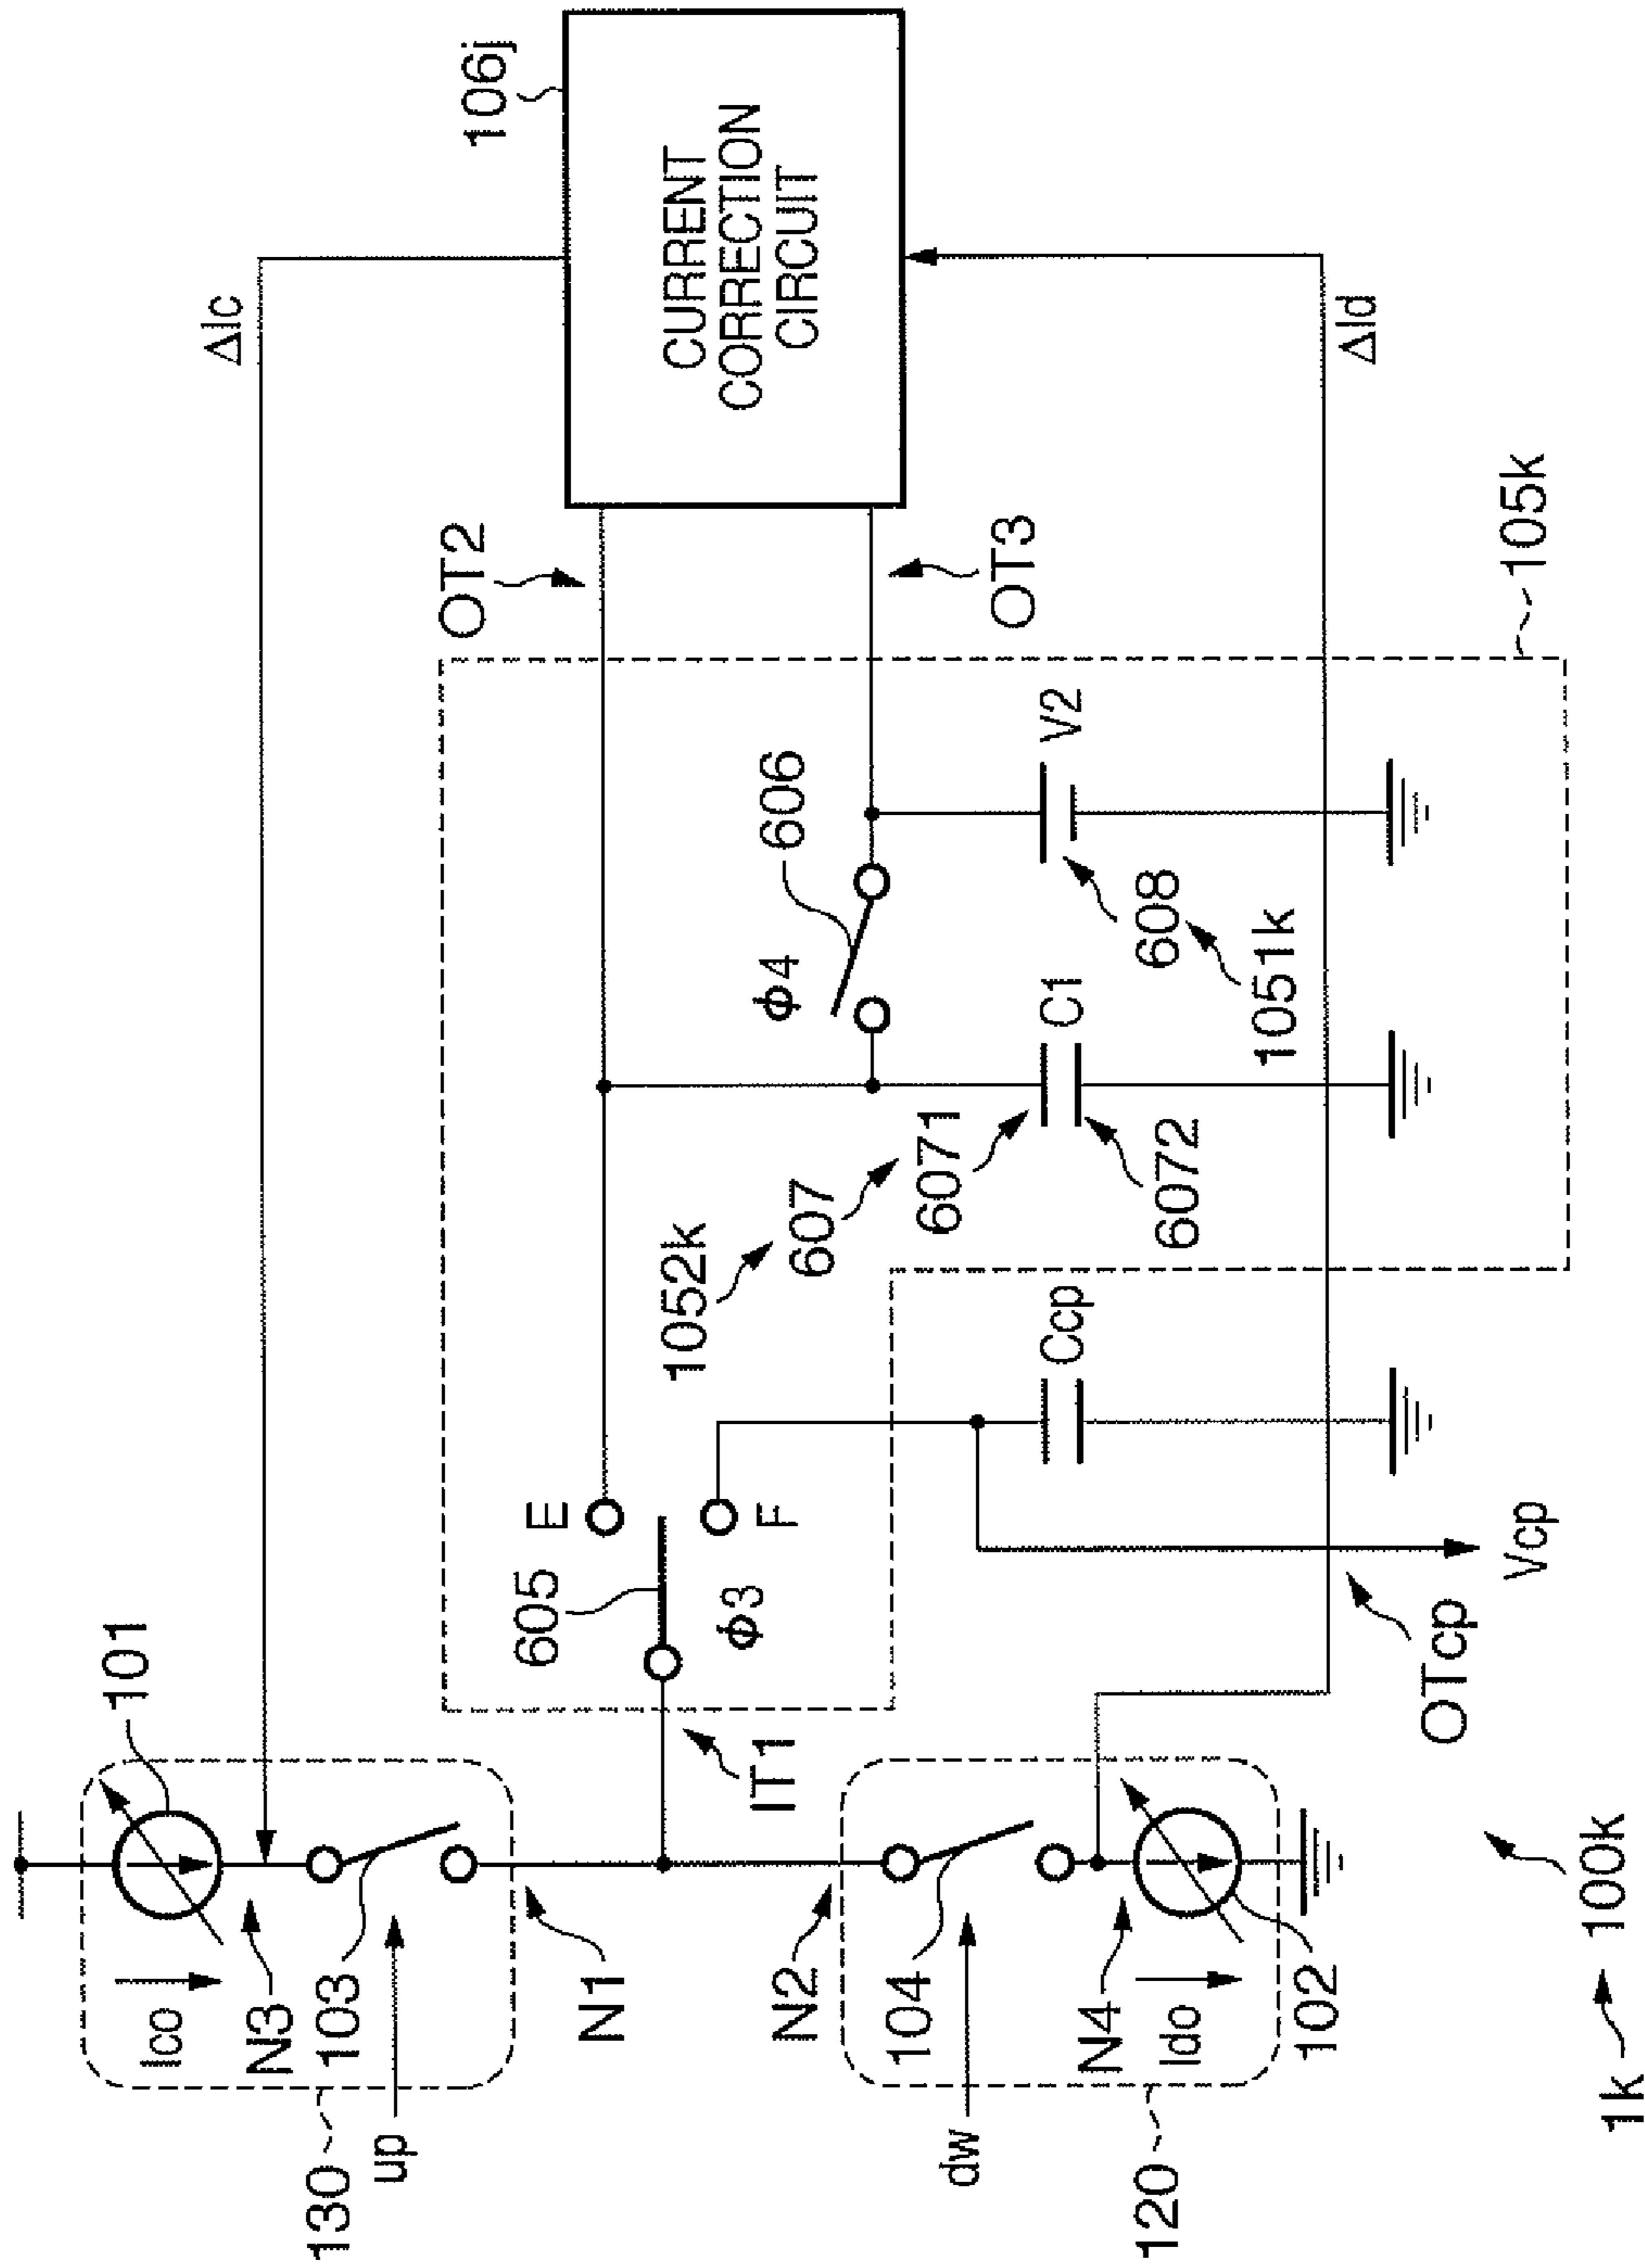 106j
CURRENT
CORRECTION
CIRCUIT
ΔIc
ΔId
OT2
OT3
105k
V2
606
ϕ4
608
1051k
C1
6071
6072
607
1052k
Ccp
E
F
605
ϕ3
Vcp
OTcp
101
IT1
Ico
N3
103
N1
130
up
N2
104
N4
Ido
102
120
dw
100k
1k